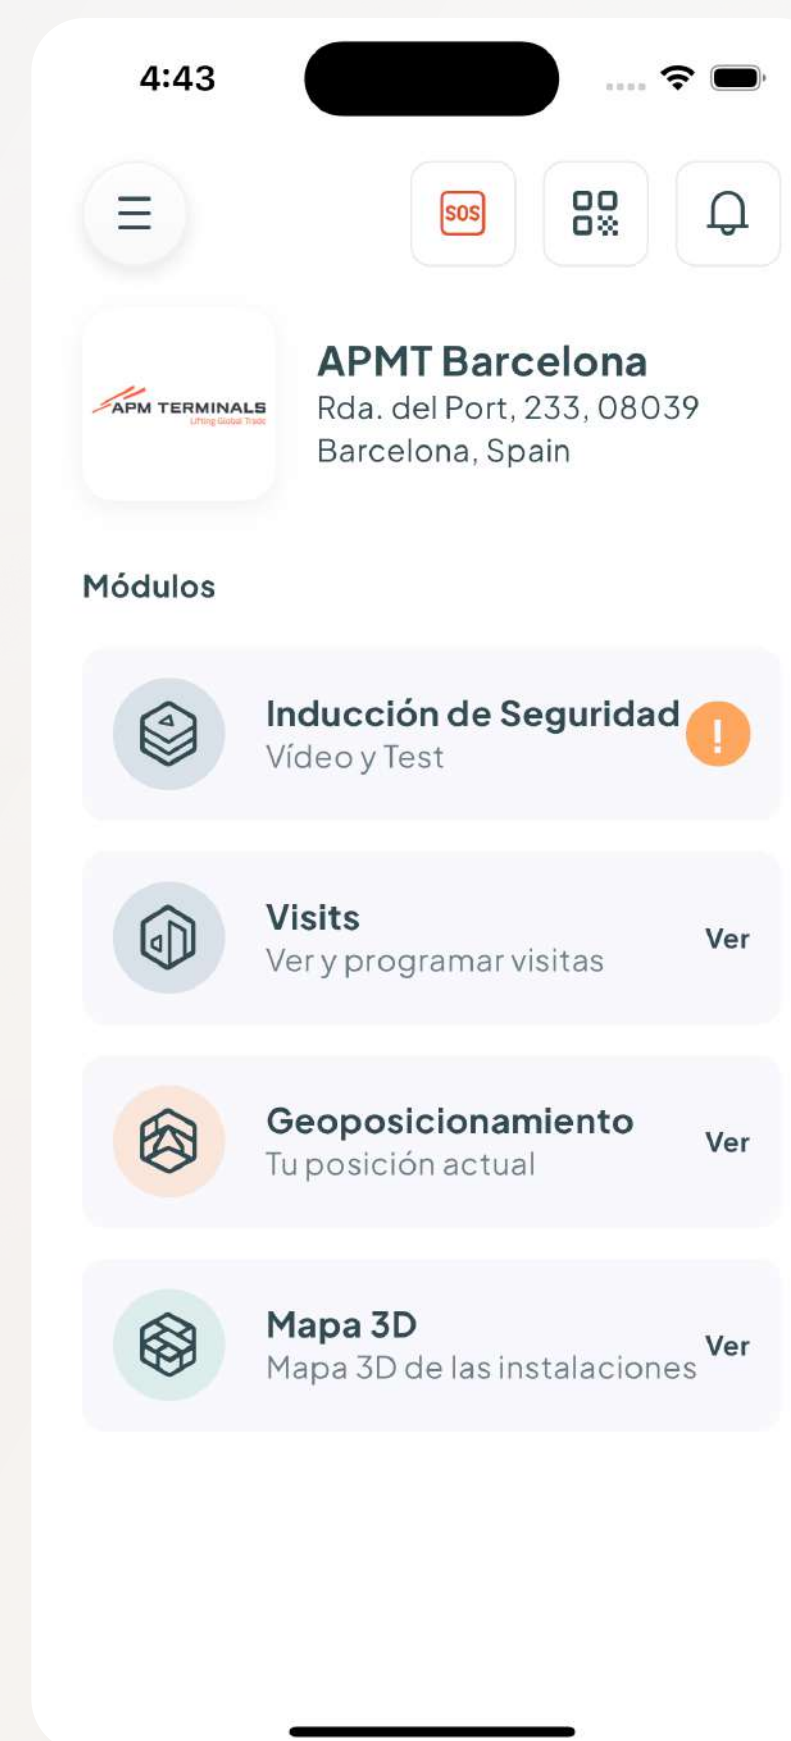 4:43
SOS
APM TERMINALS
Lifting Global Trade
APMT Barcelona
Rda. del Port, 233, 08039
Barcelona, Spain
Módulos
Inducción de Seguridad
!
Vídeo y Test
Visits
Ver y programar visitas
Ver
Geoposicionamiento
Tu posición actual
Ver
Mapa 3D
Mapa 3D de las instalaciones
Ver